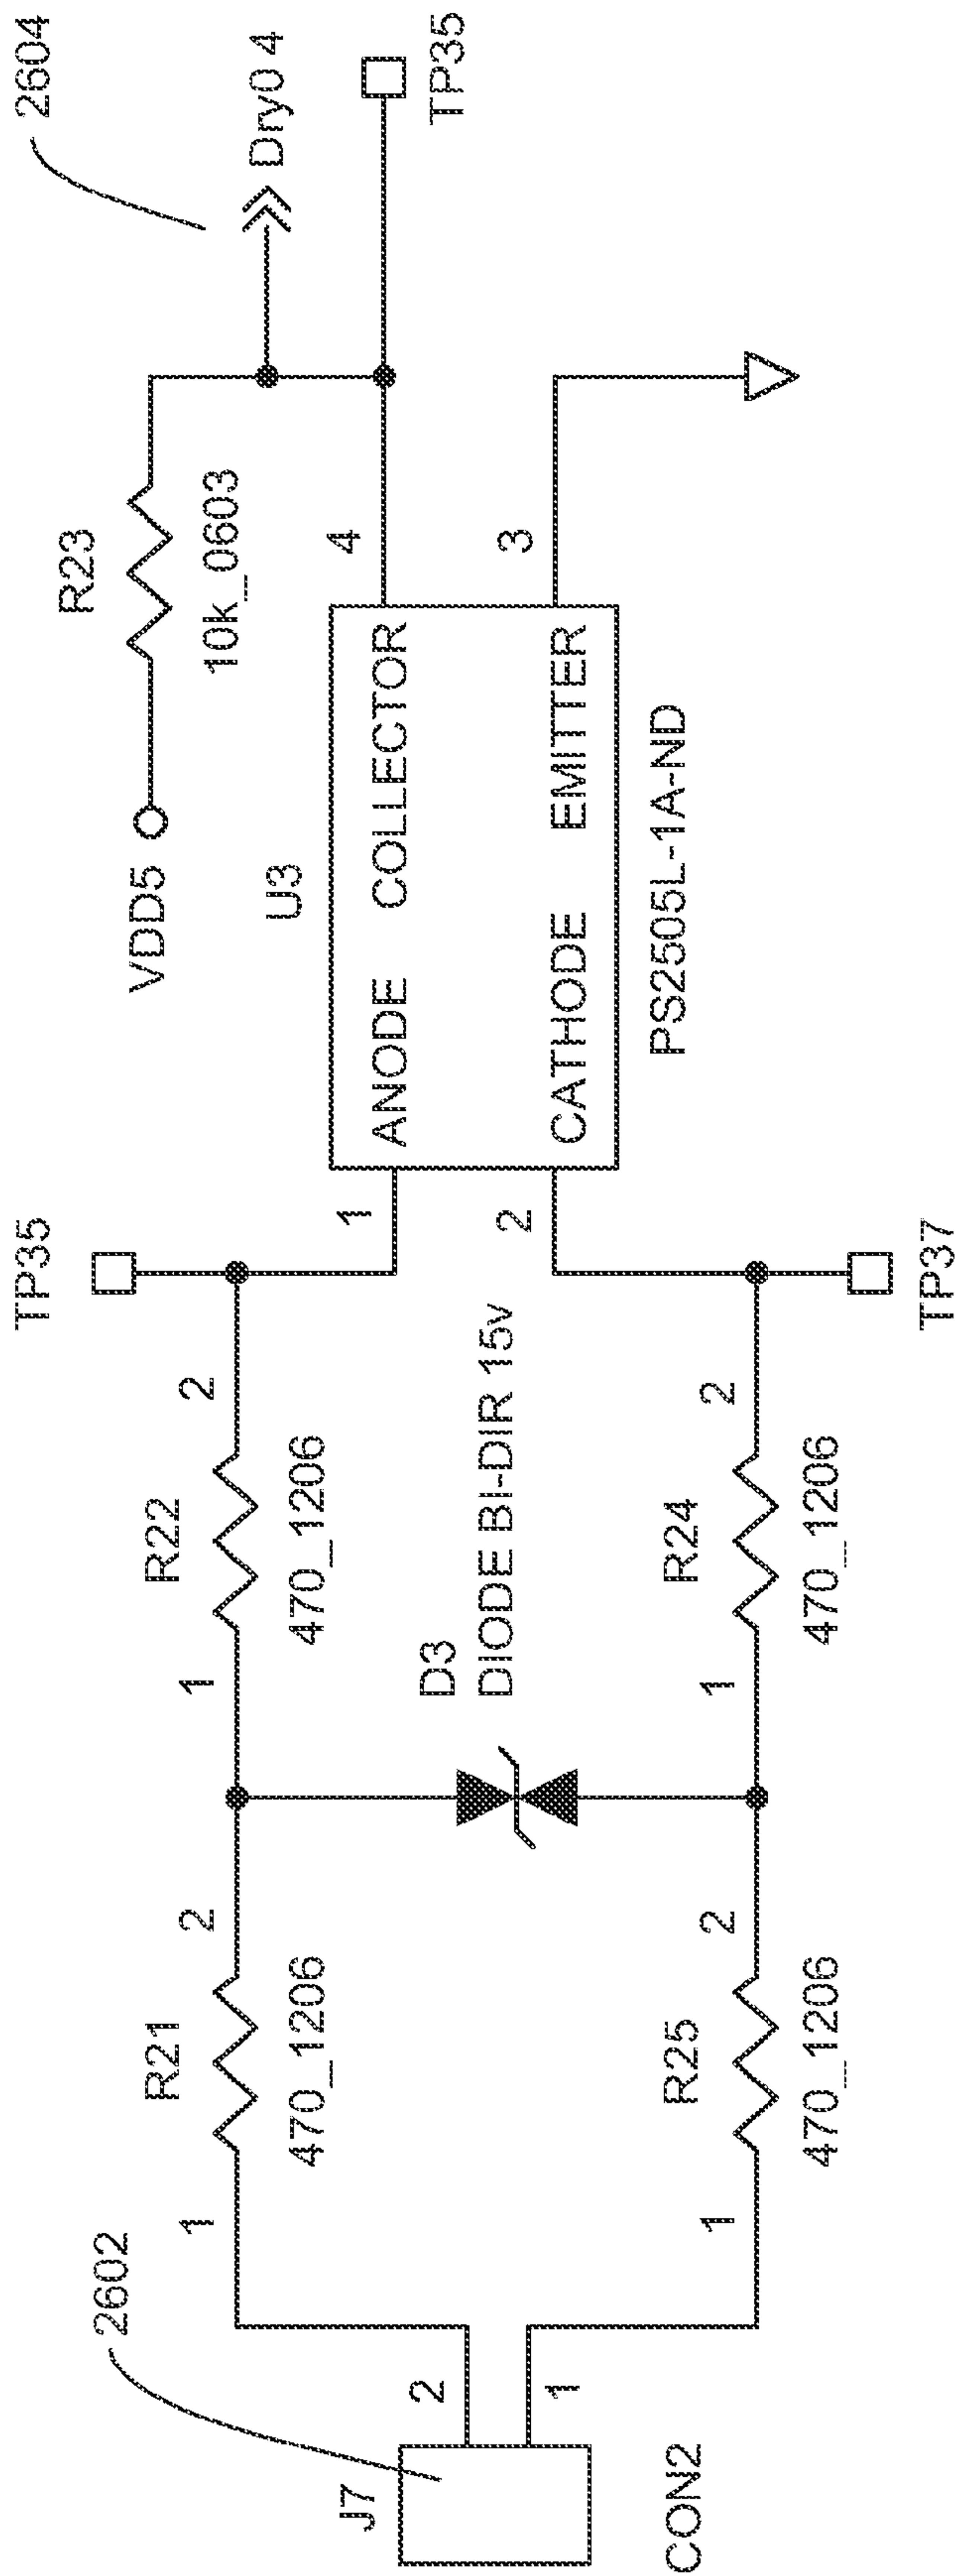 2604
Dry0 4
TP35
R23
10k_0603
VDD5
4
3
U3
ANODE COLLECTOR
CATHODE EMITTER
PS2505L-1A-ND
TP35
1
2
TP37
2
R22
470_1206
1
D3
DIODE BI-DIR 15v
2
R24
470_1206
1
2
R21
470_1206
1
2
R25
470_1206
1
2602
2
1
J7
CON2